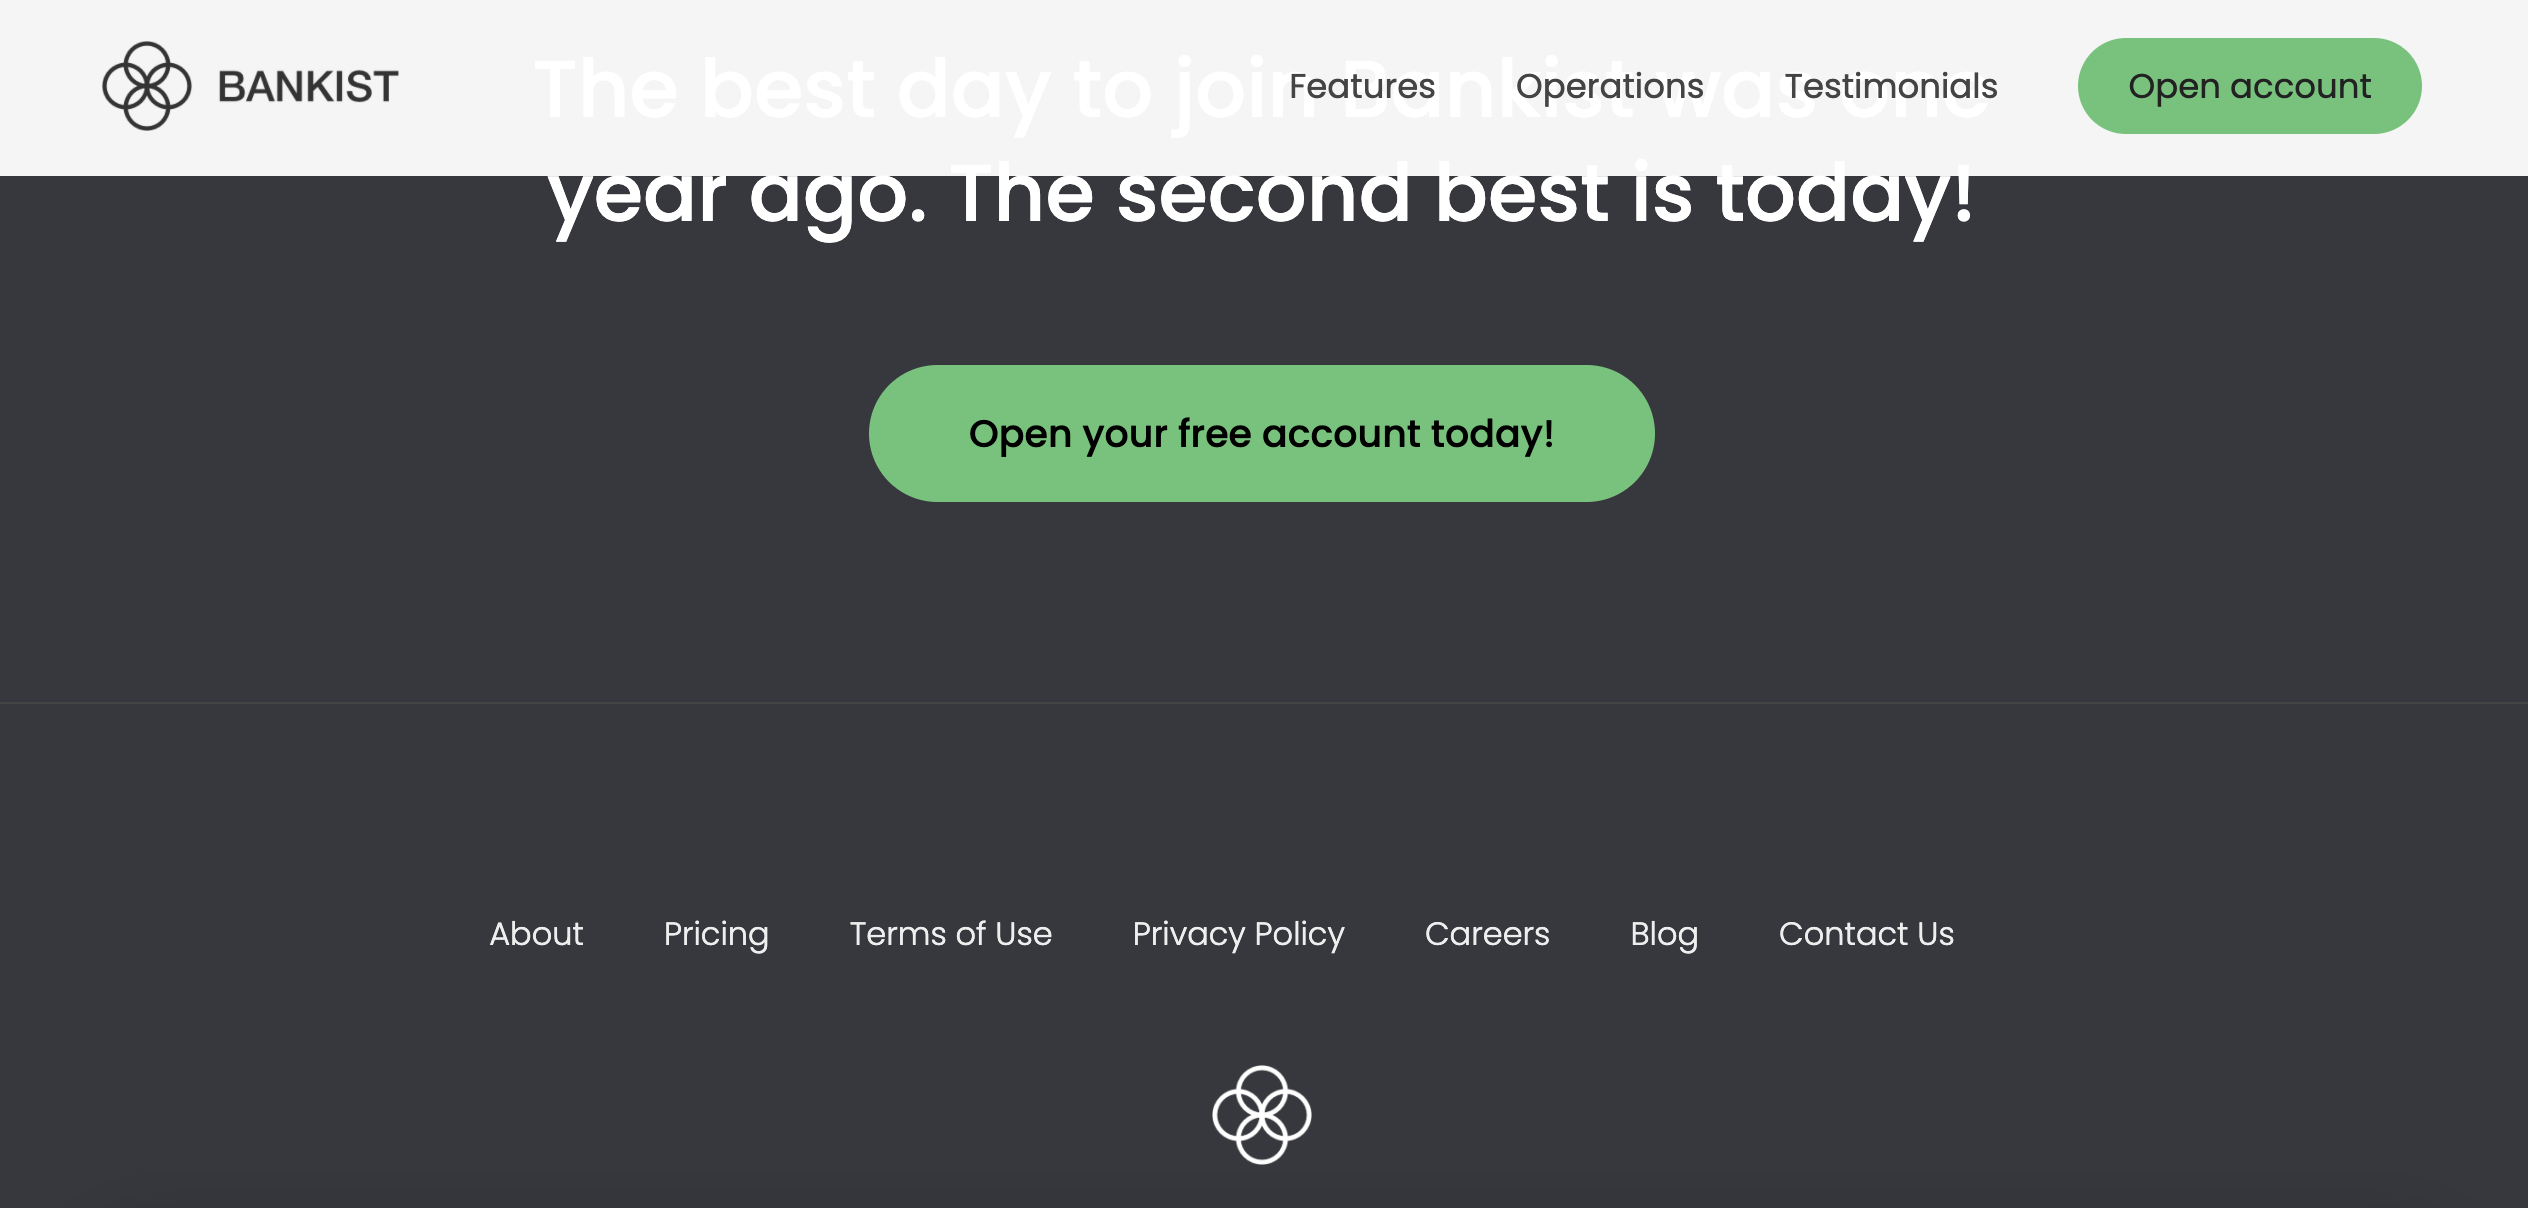 BANKIST
Features
Operations
Testimonials
Open account
The best day to join Bankist was one
year ago. The second best is today!
Open your free account today!
About
Pricing
Terms of Use
Privacy Policy
Careers
Blog
Contact Us